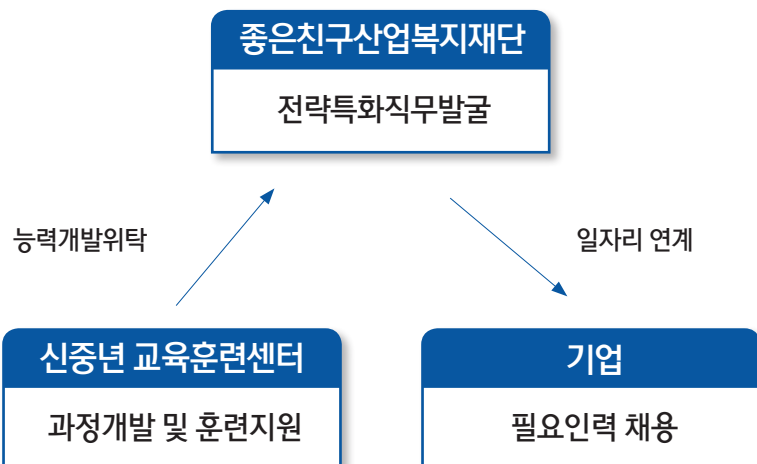 좋은친구산업복지재단
전략특화직무발굴
능력개발위탁
일자리 연계
신중년 교육훈련센터
과정개발 및 훈련지원
기업
필요인력 채용